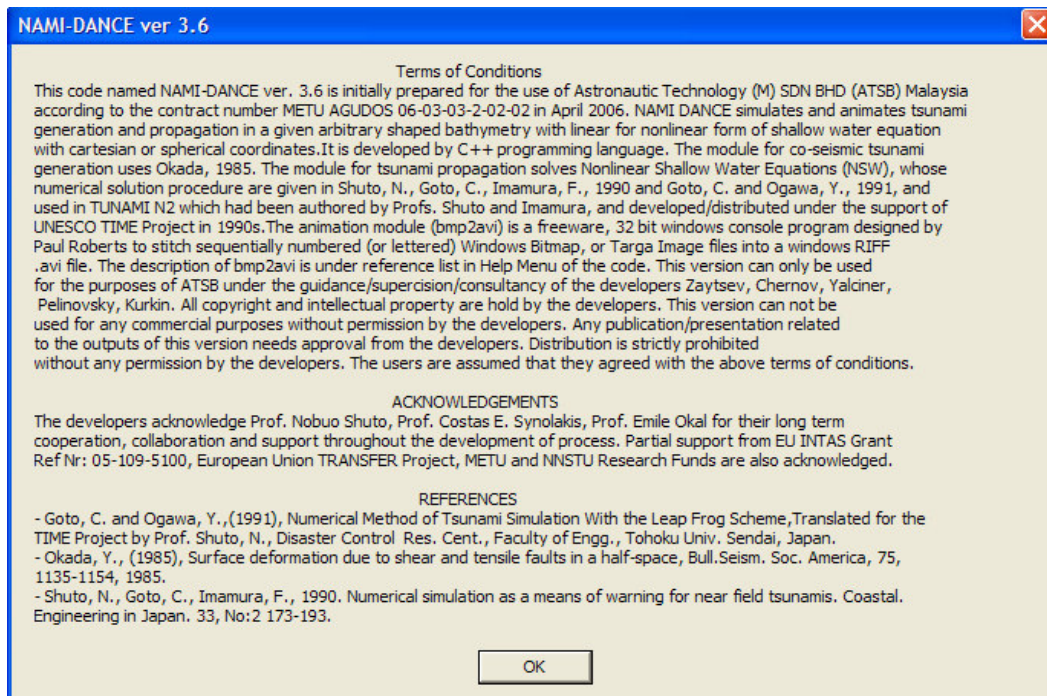 NAMI-DANCE ver 3.6
Terms of Conditions
This code named NAMI-DANCE ver. 3.6 is initially prepared for the use of Astronautic Technology (M) SDN BHD (ATSB) Malaysia
according to the contract number METU AGUDOS 06-03-03-2-02-02 in April 2006. NAMI DANCE simulates and animates tsunami
generation and propagation in a given arbitrary shaped bathymetry with linear for nonlinear form of shallow water equation
with cartesian or spherical coordinates.It is developed by C++ programming language. The module for co-seismic tsunami
generation uses Okada, 1985. The module for tsunami propagation solves Nonlinear Shallow Water Equations (NSW), whose
numerical solution procedure are given in Shuto, N., Goto, C., Imamura, F., 1990 and Goto, C. and Ogawa, Y., 1991, and
used in TUNAMI N2 which had been authored by Profs. Shuto and Imamura, and developed/distributed under the support of
UNESCO TIME Project in 1990s.The animation module (bmp2avi) is a freeware, 32 bit windows console program designed by
Paul Roberts to stitch sequentially numbered (or lettered) Windows Bitmap, or Targa Image files into a windows RIFF
.avi file. The description of bmp2avi is under reference list in Help Menu of the code. This version can only be used
for the purposes of ATSB under the guidance/supercision/consultancy of the developers Zaytsev, Chernov, Yalciner,
Pelinovsky, Kurkin. All copyright and intellectual property are hold by the developers. This version can not be
used for any commercial purposes without permission by the developers. Any publication/presentation related
to the outputs of this version needs approval from the developers. Distribution is strictly prohibited
without any permission by the developers. The users are assumed that they agreed with the above terms of conditions.
ACKNOWLEDGEMENTS
The developers acknowledge Prof. Nobuo Shuto, Prof. Costas E. Synolakis, Prof. Emile Okal for their long term
cooperation, collaboration and support throughout the development of process. Partial support from EU INTAS Grant
Ref Nr: 05-109-5100, European Union TRANSFER Project, METU and NNSTU Research Funds are also acknowledged.
REFERENCES
- Goto, C. and Ogawa, Y.,(1991), Numerical Method of Tsunami Simulation With the Leap Frog Scheme,Translated for the
TIME Project by Prof. Shuto, N., Disaster Control Res. Cent., Faculty of Engg., Tohoku Univ. Sendai, Japan.
- Okada, Y., (1985), Surface deformation due to shear and tensile faults in a half-space, Bull.Seism. Soc. America, 75,
1135-1154, 1985.
- Shuto, N., Goto, C., Imamura, F., 1990. Numerical simulation as a means of warning for near field tsunamis. Coastal.
Engineering in Japan. 33, No:2 173-193.
OK